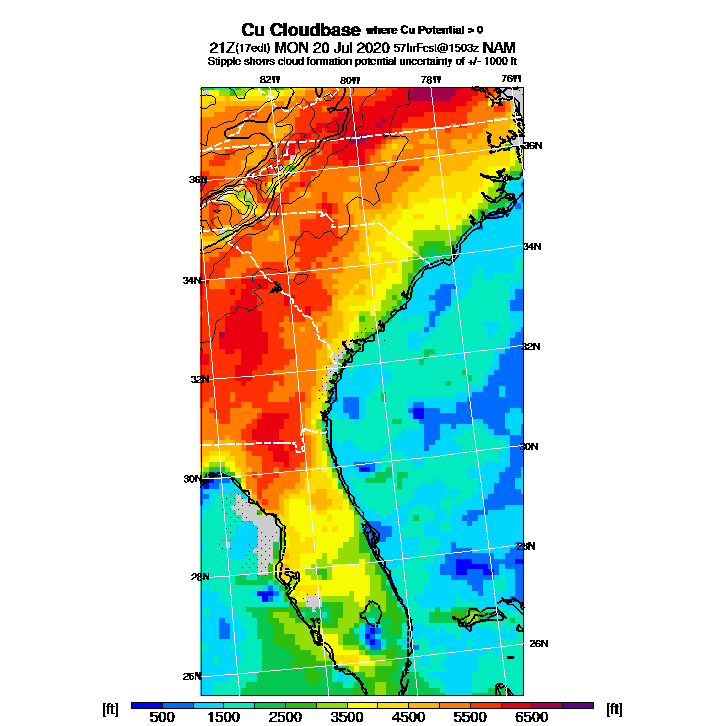 Cu Cloudbase where Cu Potential > 0
21Z(17edt) MON 20 Jul 2020 57hrFcst@1503z NAM
Stipple shows cloud formation potential uncertainty of +/- 1000 ft
82W 80W 78W 76W
36N
36N
34N
34N
32N
32N
30N
30N
28N
28N
26N
26N
[ft] [ft]
500 1500 2500 3500 4500 5500 6500